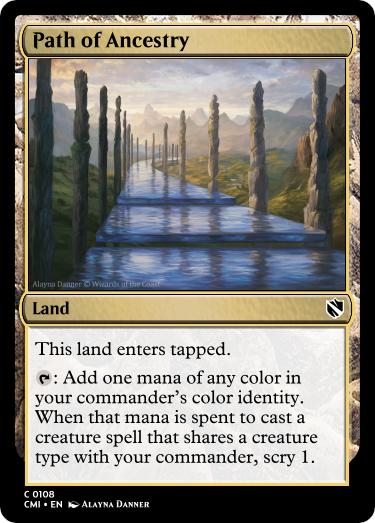 Path of Ancestry
Alayna Danner © Wizards of the Coast
Land
This land enters tapped.
: Add one mana of any color in
your commander's color identity.
When that mana is spent to cast a
creature spell that shares a creature
type with your commander, scry 1.
C 0108
CMI • EN Alayna Danner